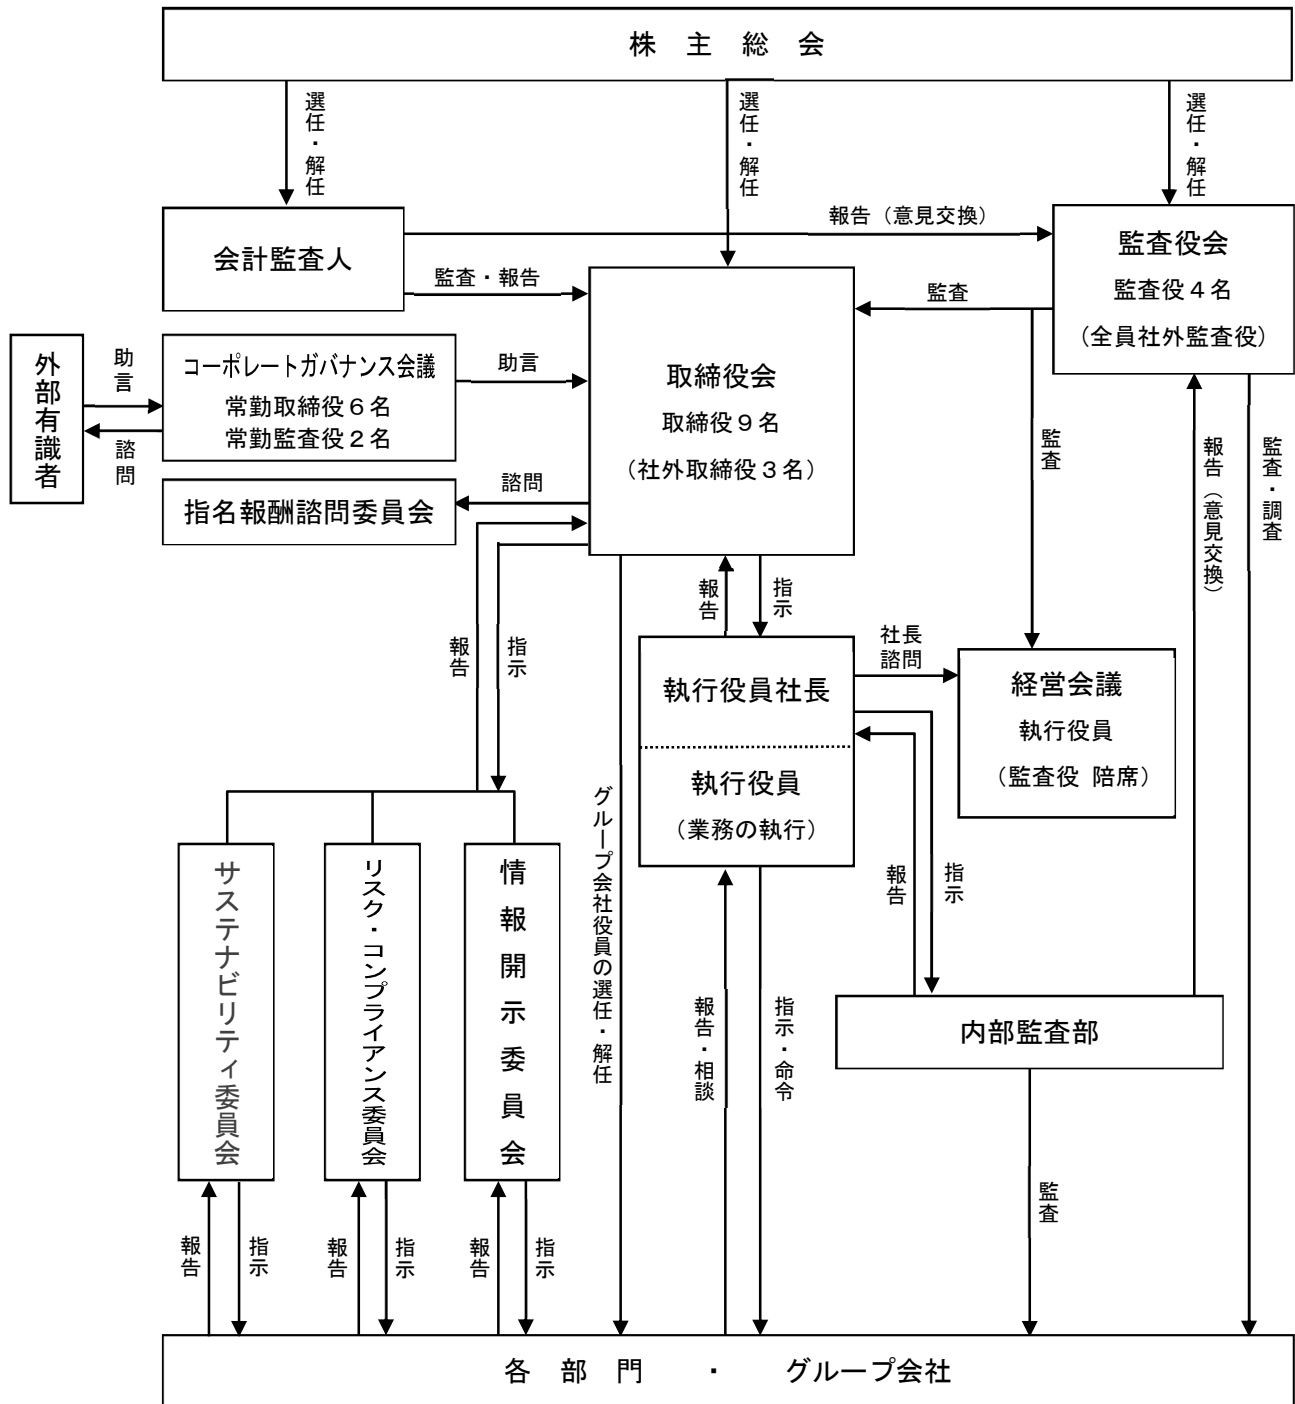 株主総会
選任・解任
選任・解任
選任・解任
会計監査人
報告（意見交換）
監査・報告
監査役会
監査役４名
（全員社外監査役）
監査
外部有識者
助言
諮問
コーポレートガバナンス会議
常勤取締役６名
常勤監査役２名
助言
取締役会
取締役９名
（社外取締役３名）
指名報酬諮問委員会
諮問
監査
報告（意見交換）
監査・調査
報告
指示
報告
指示
執行役員社長
執行役員
（業務の執行）
社長
諮問
経営会議
執行役員
（監査役 陪席）
報告
指示
グループ会社役員の選任・解任
サステナビリティ委員会
リスク・コンプライアンス委員会
情報開示委員会
報告・相談
指示・命令
内部監査部
監査
報告
指示
報告
指示
報告
指示
各部門・グループ会社